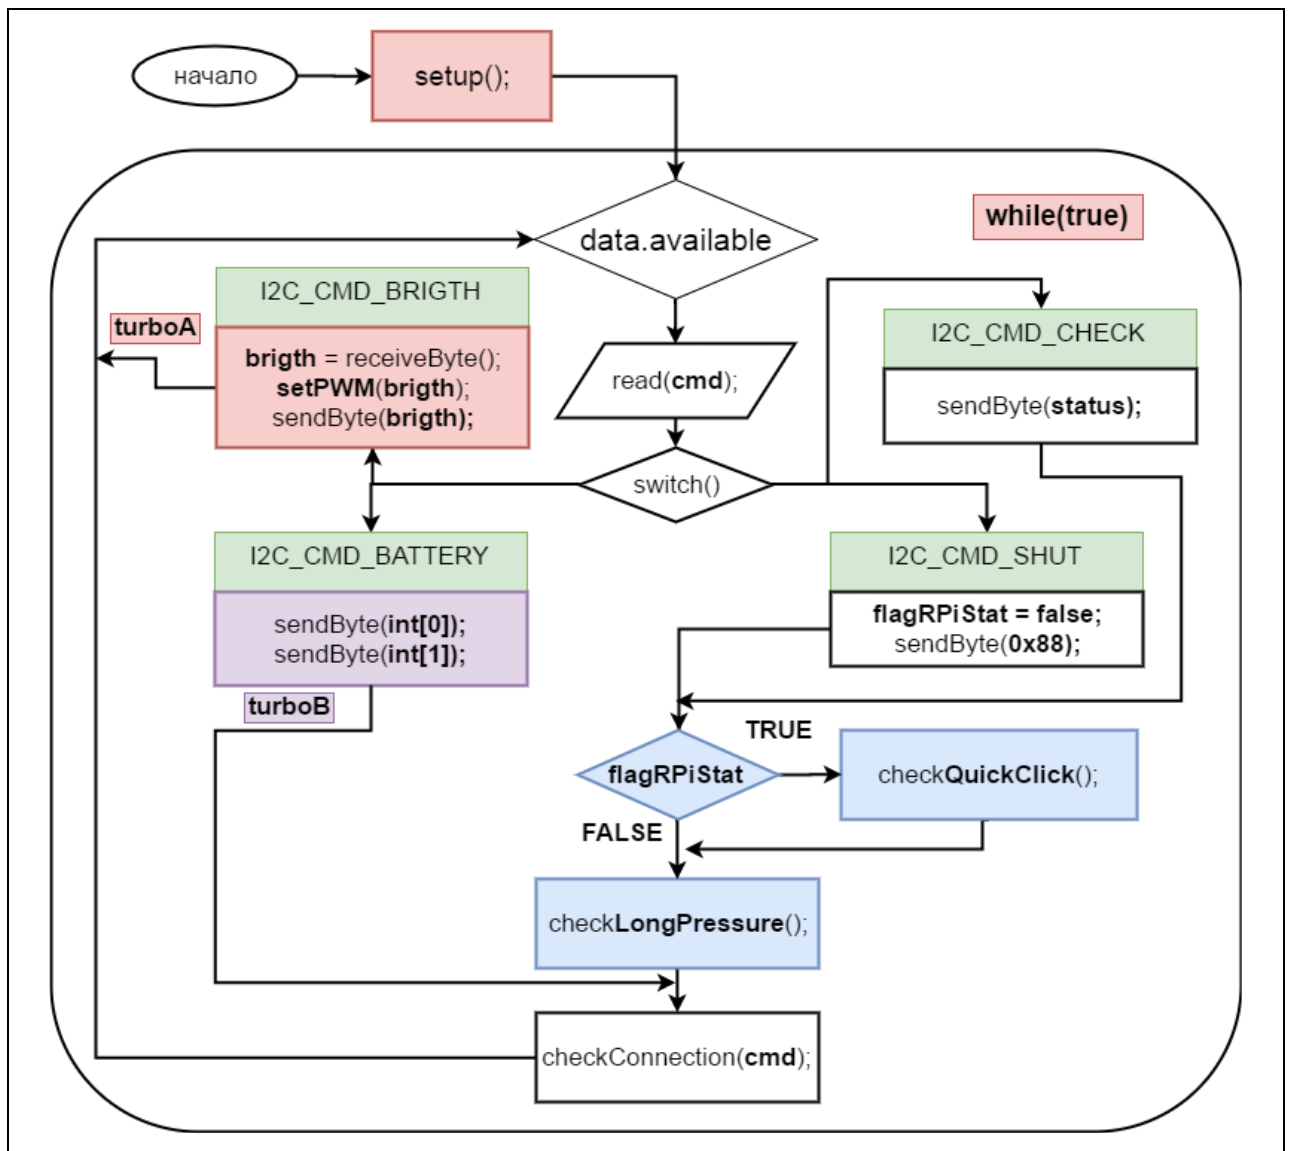 начало
setup();
while(true)
data.available
I2C_CMD_BRIGTH
turboA
brigth = receiveByte();
setPWM(brigth);
sendByte(brigth);
read(cmd);
I2C_CMD_CHECK
sendByte(status);
switch()
I2C_CMD_BATTERY
sendByte(int[0]);
sendByte(int[1]);
turboB
I2C_CMD_SHUT
flagRPiStat = false;
sendByte(0x88);
TRUE
flagRPiStat
checkQuickClick();
FALSE
checkLongPressure();
checkConnection(cmd);